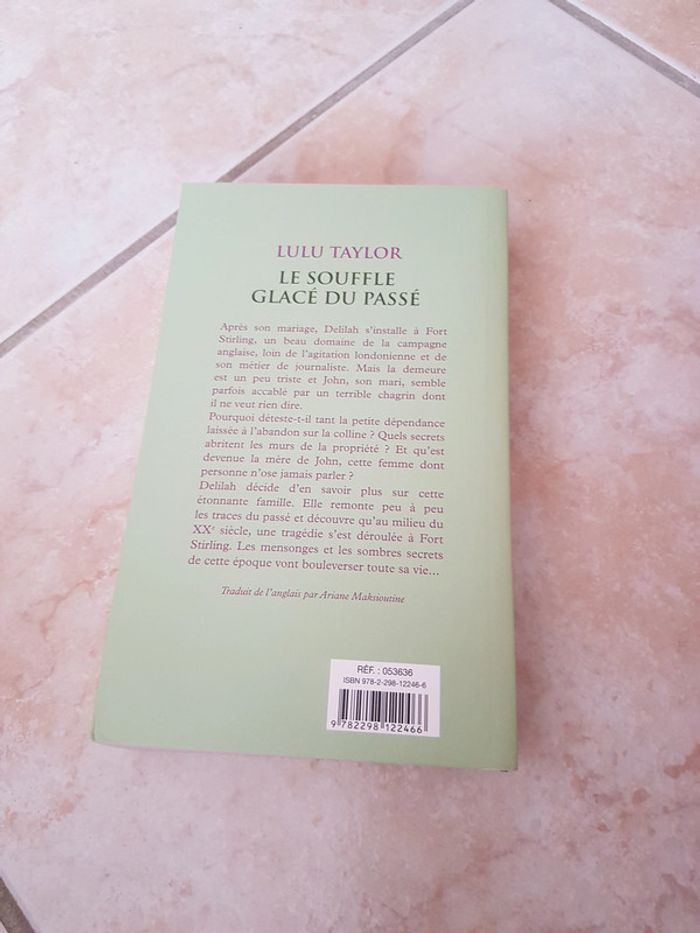 LULU TAYLOR
LE SOUFFLE
GLACÉ DU PASSÉ
Après son mariage, Delilah s'installe à Fort
Stirling, un beau domaine de la campagne
anglaise, loin de l'agitation londonienne et de
son métier de journaliste. Mais la demeure
est un peu triste et John, son mari, semble
parfois accablé par un terrible chagrin dont
il ne veut rien dire.
Pourquoi déteste-t-il tant la petite dépendance
laissée à l'abandon sur la colline ? Quels secrets
abritent les murs de la propriété ? Et qu'est
devenue la mère de John, cette femme dont
personne n'ose jamais parler ?
Delilah décide d'en savoir plus sur cette
étonnante famille. Elle remonte peu à peu
les traces du passé et découvre qu'au milieu du
XXe siècle, une tragédie s'est déroulée à Fort
Stirling. Les mensonges et les sombres secrets
de cette époque vont bouleverser toute sa vie...
Traduit de l'anglais par Ariane Maksioutine
RÉF. : 053636
ISBN 978-2-298-12246-6
9 782298 122466